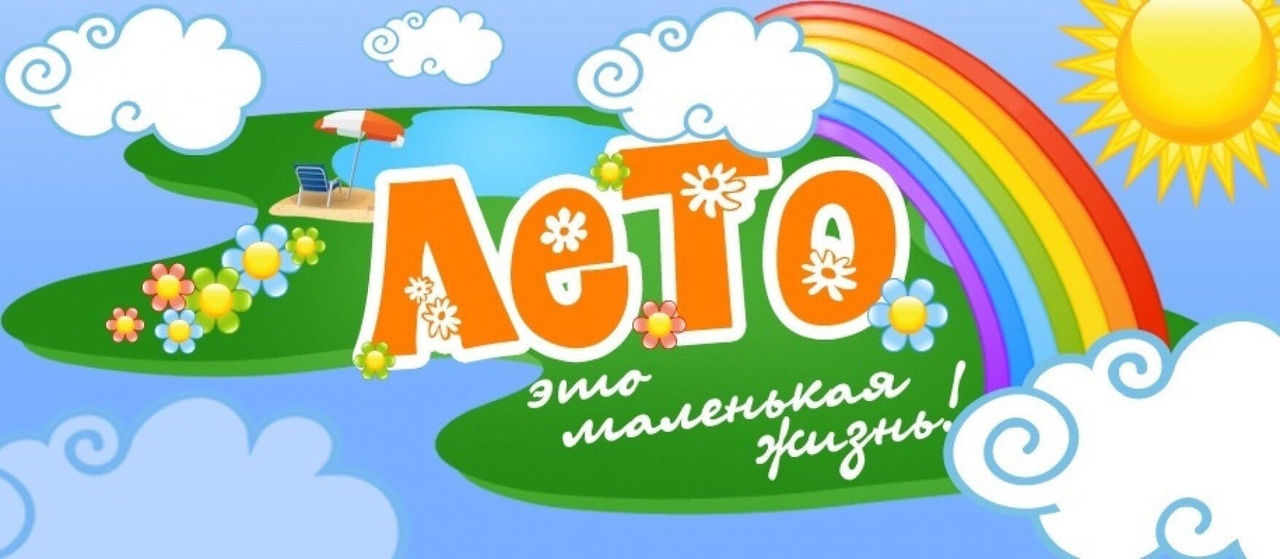 Лето
это
маленькая
жизнь!